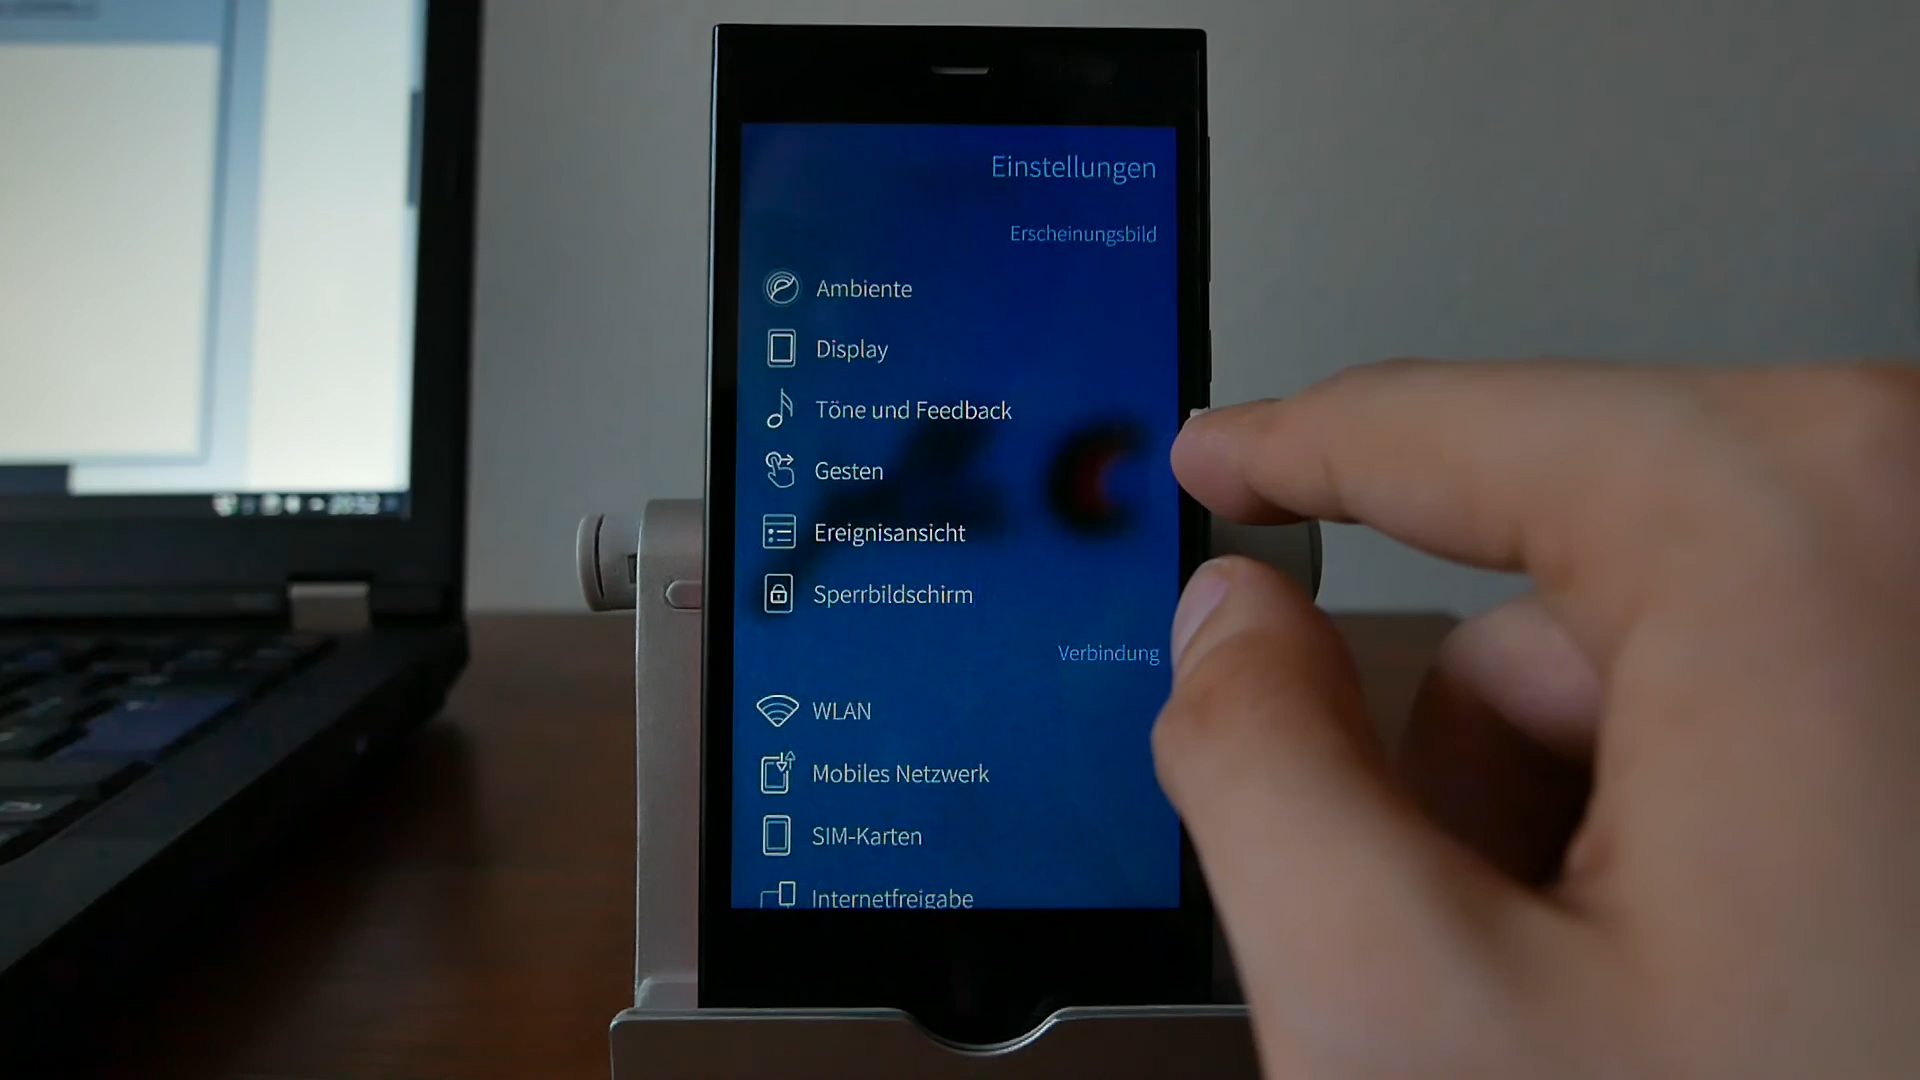 Einstellungen
Erscheinungsbild
Ambiente
Display
Töne und Feedback
Gesten
Ereignisansicht
Sperrbildschirm
Verbindung
WLAN
Mobiles Netzwerk
SIM-Karten
Internetfreigabe